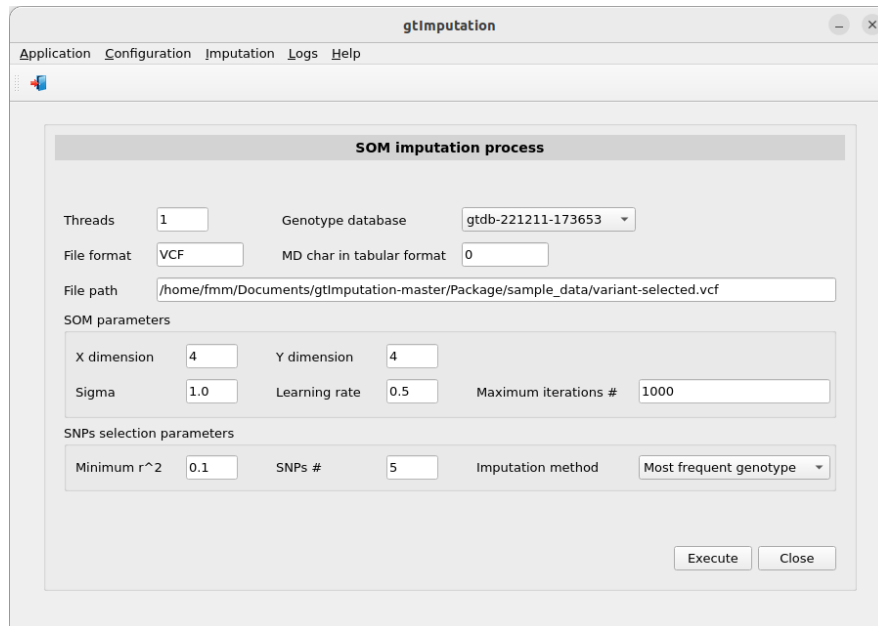 gtImputation
Application Configuration Imputation Logs Help
SOM imputation process
Threads 1 Genotype database gtdb-221211-173653
File format VCF MD char in tabular format 0
File path /home/fmm/Documents/gtImputation-master/Package/sample_data/variant-selected.vcf
SOM parameters
X dimension 4 Y dimension 4
Sigma 1.0 Learning rate 0.5 Maximum iterations # 1000
SNPs selection parameters
Minimum r^2 0.1 SNPs # 5 Imputation method Most frequent genotype
Execute Close